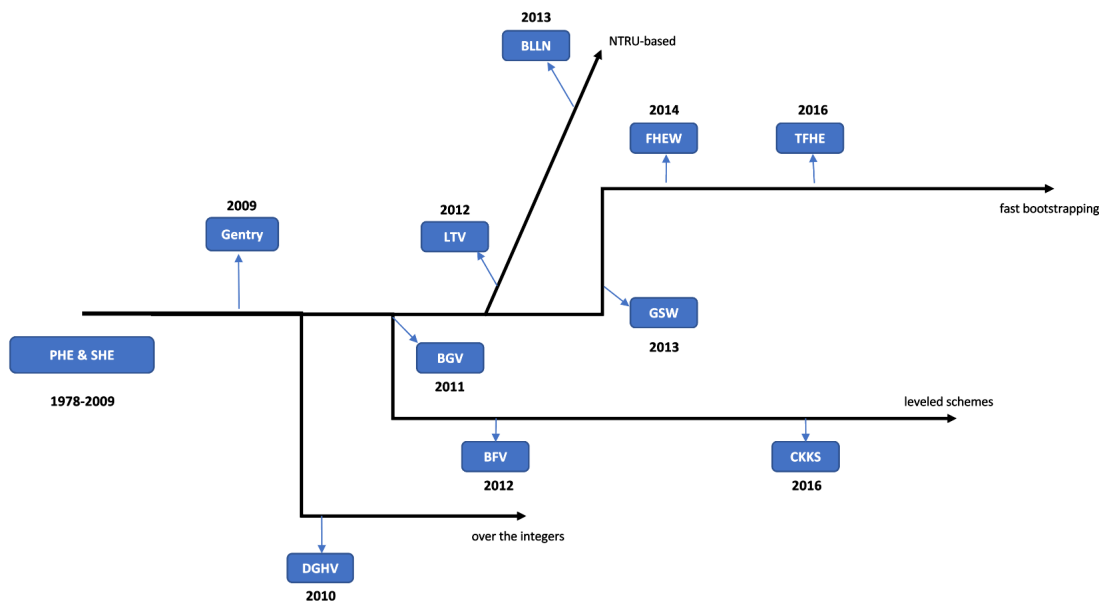 2013
BLLN
NTRU-based
2014
FHEW
2016
TFHE
fast bootstrapping
2009
Gentry
2012
LTV
GSW
2013
PHE & SHE
1978-2009
BGV
2011
leveled schemes
BFV
2012
CKKS
2016
over the integers
DGHV
2010